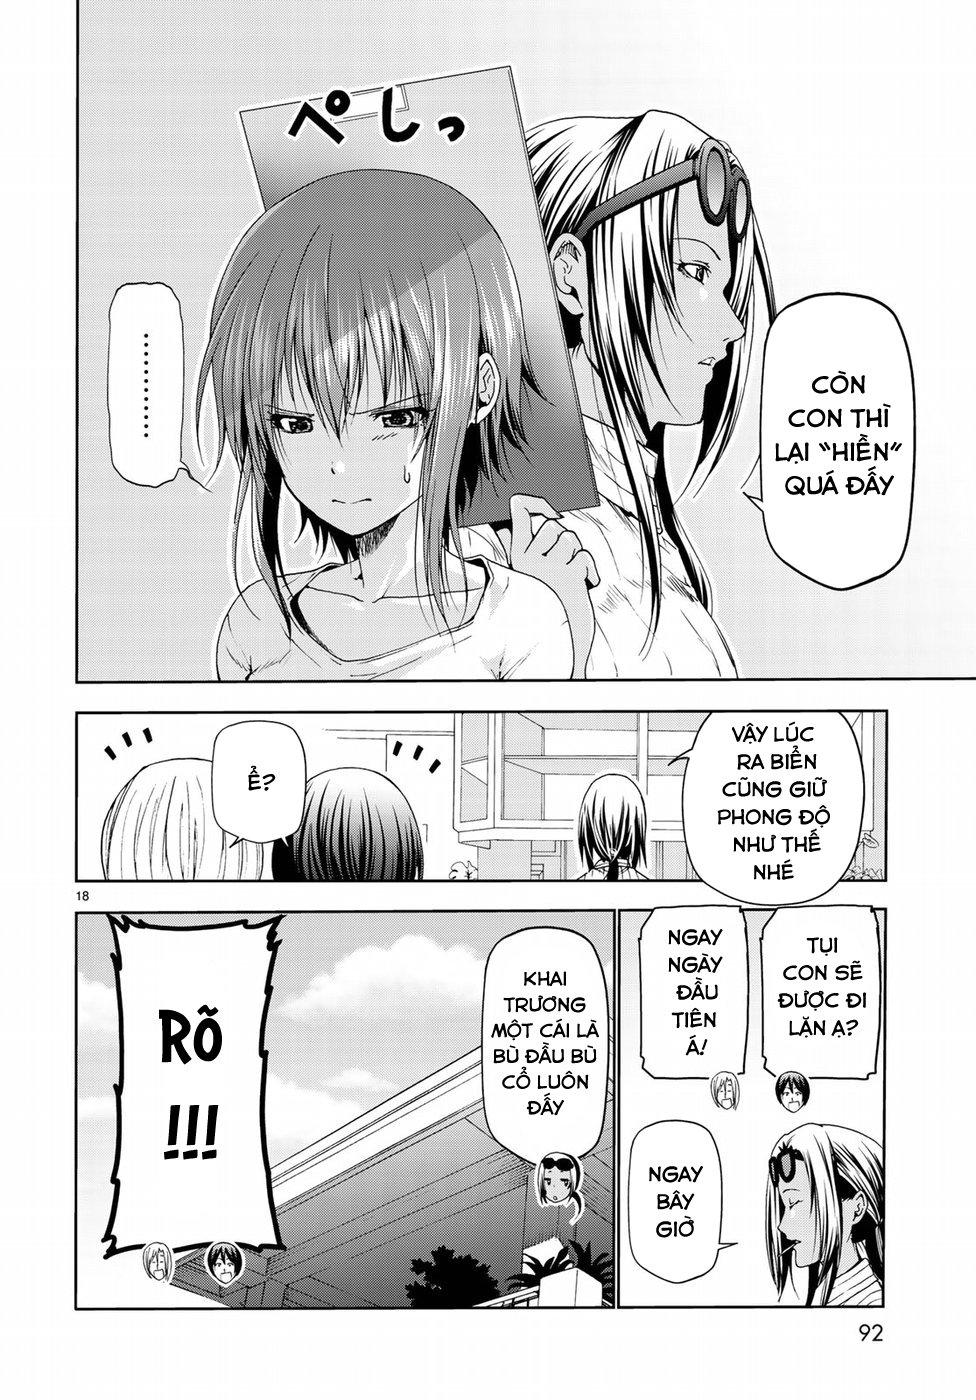 ぺしっ
CÒN
CON THÌ
LẠI “HIỀN”
QUÁ ĐẤY
………
VẬY LÚC
RA BIỂN
CŨNG GIỮ
PHONG ĐỘ
NHƯ THẾ
NHÉ
Ể?
18
TỤI
CON SẼ
ĐƯỢC ĐI
LẶN Ạ?
NGAY
NGÀY
ĐẦU
TIÊN
Á!
NGAY
BÂY
GIỜ
KHAI
TRƯƠNG
MỘT CÁI LÀ
BÙ ĐẦU BÙ
CỔ LUÔN
ĐẤY
RÕ
!!!
92